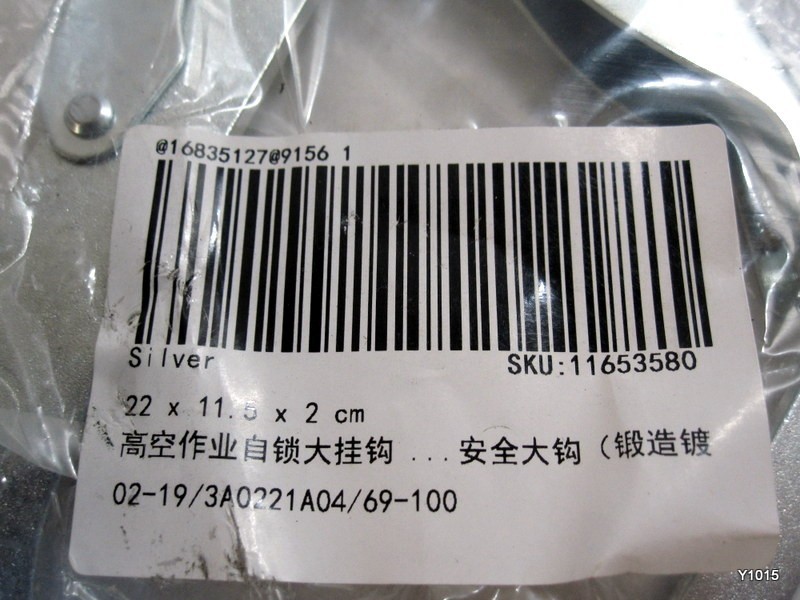 @16835127@9156 1
Silver
SKU:11653580
22 x 11.5 x 2 cm
高空作业自锁大挂钩 ...安全大钩（锻造镀
02-19/3A0221A04/69-100
Y1015